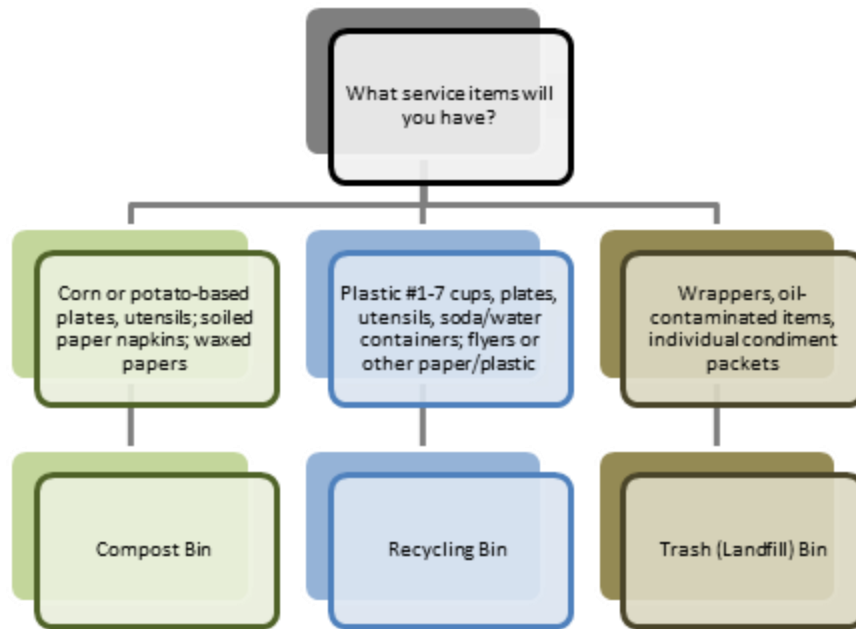 What service items will
you have?
Corn or potato-based
plates, utensils; soiled
paper napkins; waxed
papers
Plastic #1-7 cups, plates,
utensils, soda/water
containers; flyers or
other paper/plastic
Wrappers, oil-
contaminated items,
individual condiment
packets
Compost Bin
Recycling Bin
Trash (Landfill) Bin